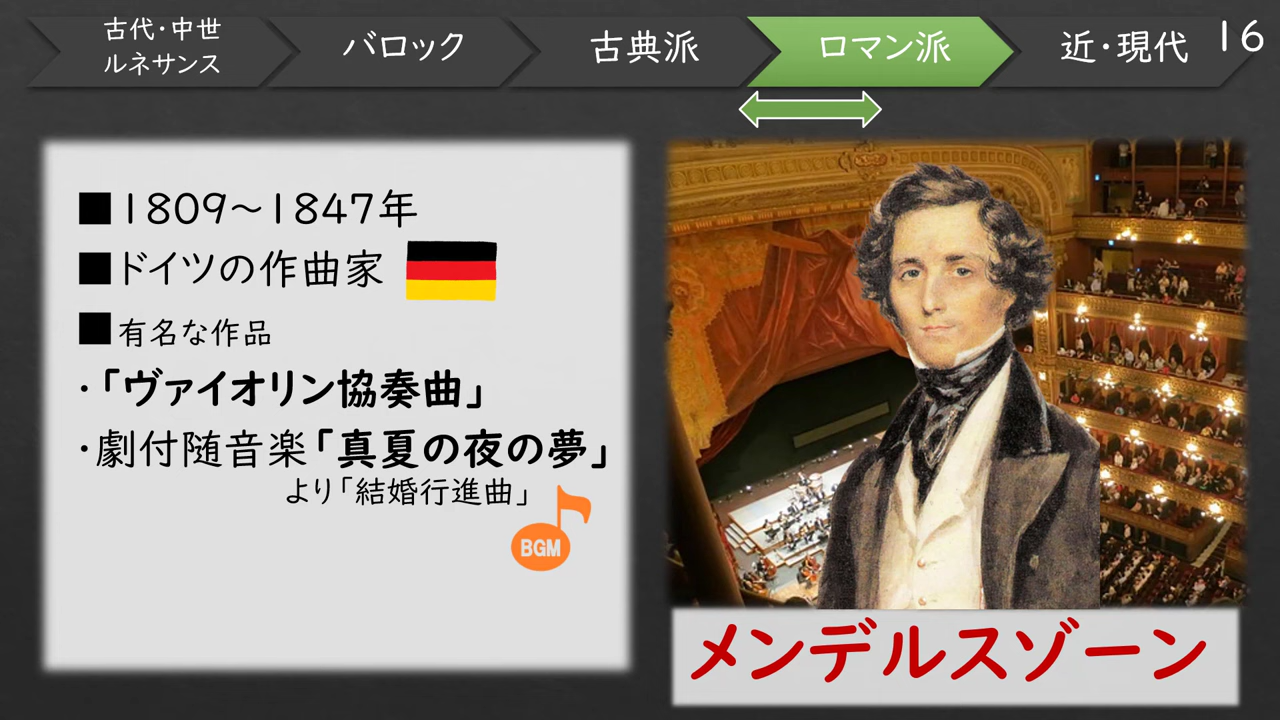 古代・中世
ルネサンス
バロック
古典派
ロマン派
近・現代
16
■1809～1847年
■ドイツの作曲家
■有名な作品
・「ヴァイオリン協奏曲」
・劇付随音楽「真夏の夜の夢」
より「結婚行進曲」
BGM
メンデルスゾーン